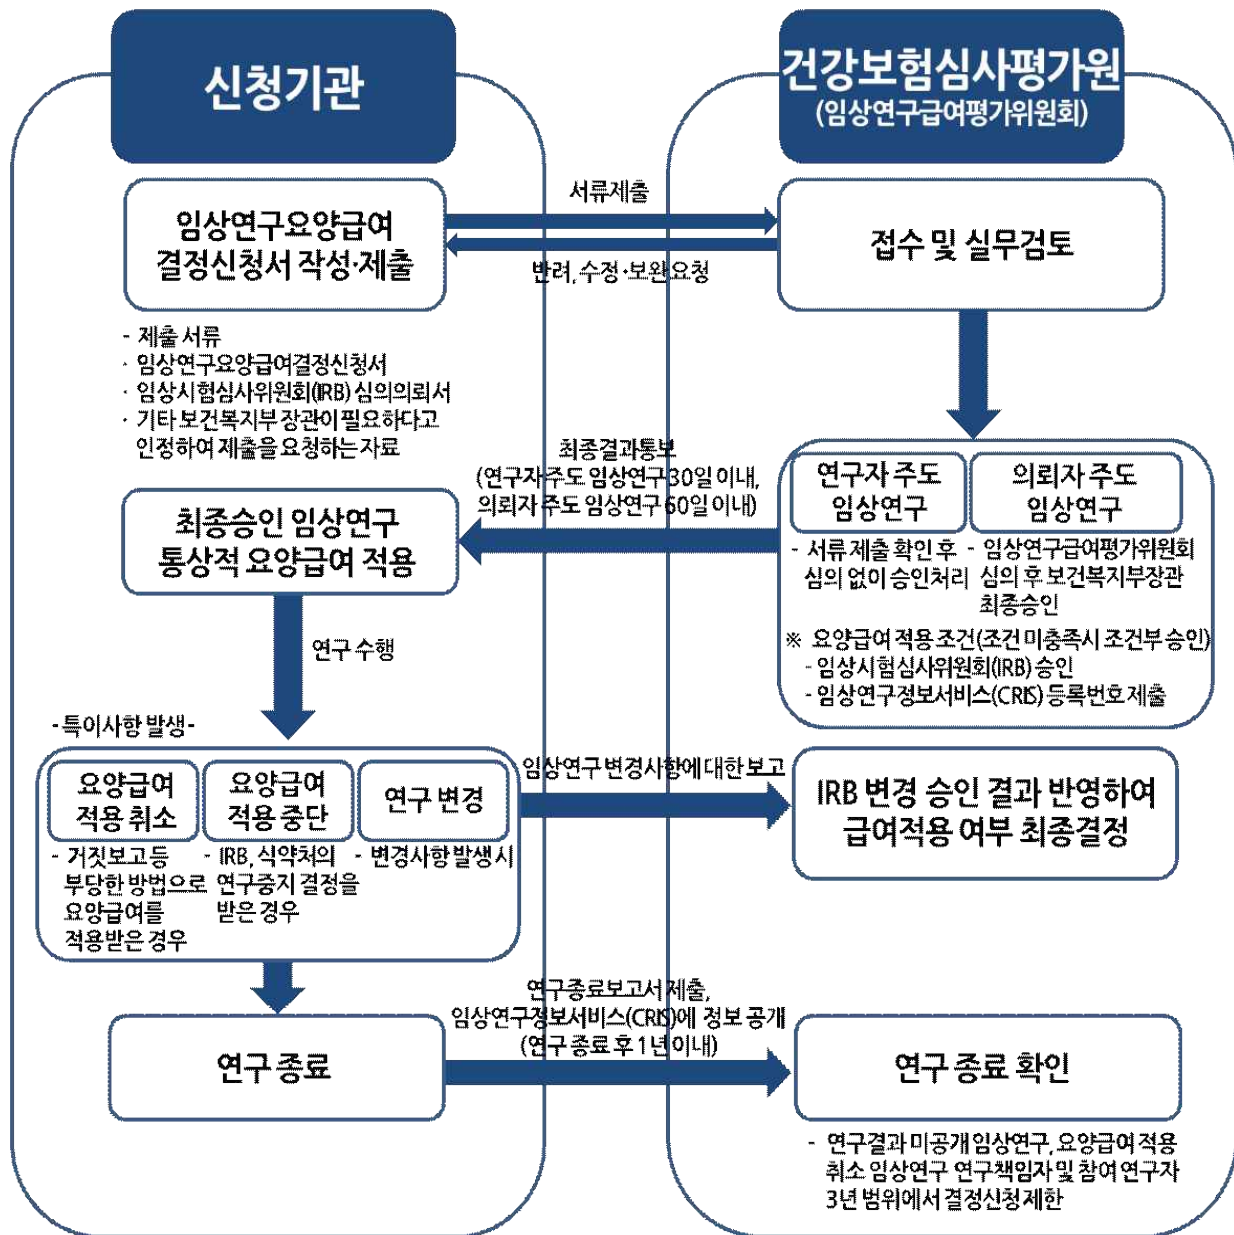 신청기관
건강보험심사평가원
(임상연구급여평가위원회)
임상연구요양급여
결정신청서 작성·제출
서류제출
반려, 수정·보완요청
접수 및 실무검토
- 제출 서류
· 임상연구요양급여결정신청서
· 임상시험심사위원회(IRB) 심의의뢰서
· 기타 보건복지부 장관이 필요하다고
인정하여 제출을 요청하는 자료
최종결과통보
(연구자 주도 임상연구 30일 이내,
의뢰자 주도 임상연구 60일 이내)
연구자 주도
임상연구
의뢰자 주도
임상연구
- 서류 제출 확인 후
심의 없이 승인처리
- 임상연구급여평가위원회
심의 후 보건복지부장관
최종승인
※ 요양급여 적용 조건(조건 미충족시 조건부 승인)
- 임상시험심사위원회(IRB) 승인
- 임상연구정보서비스(CRIS) 등록번호 제출
최종승인 임상연구
통상적 요양급여 적용
연구 수행
- 특이사항 발생 -
요양급여
적용 취소
요양급여
적용 중단
연구 변경
- 거짓보고 등
부당한 방법으로
요양급여를
적용받은 경우
- IRB, 식약처의
연구중지 결정을
받은 경우
- 변경사항 발생 시
임상연구 변경사항에 대한 보고
IRB 변경 승인 결과 반영하여
급여적용 여부 최종결정
연구 종료
연구종료보고서 제출,
임상연구정보서비스(CRIS)에 정보 공개
(연구 종료 후 1년 이내)
연구 종료 확인
- 연구결과 미공개 임상연구, 요양급여 적용
취소 임상연구 연구책임자 및 참여 연구자
3년 범위에서 결정신청 제한